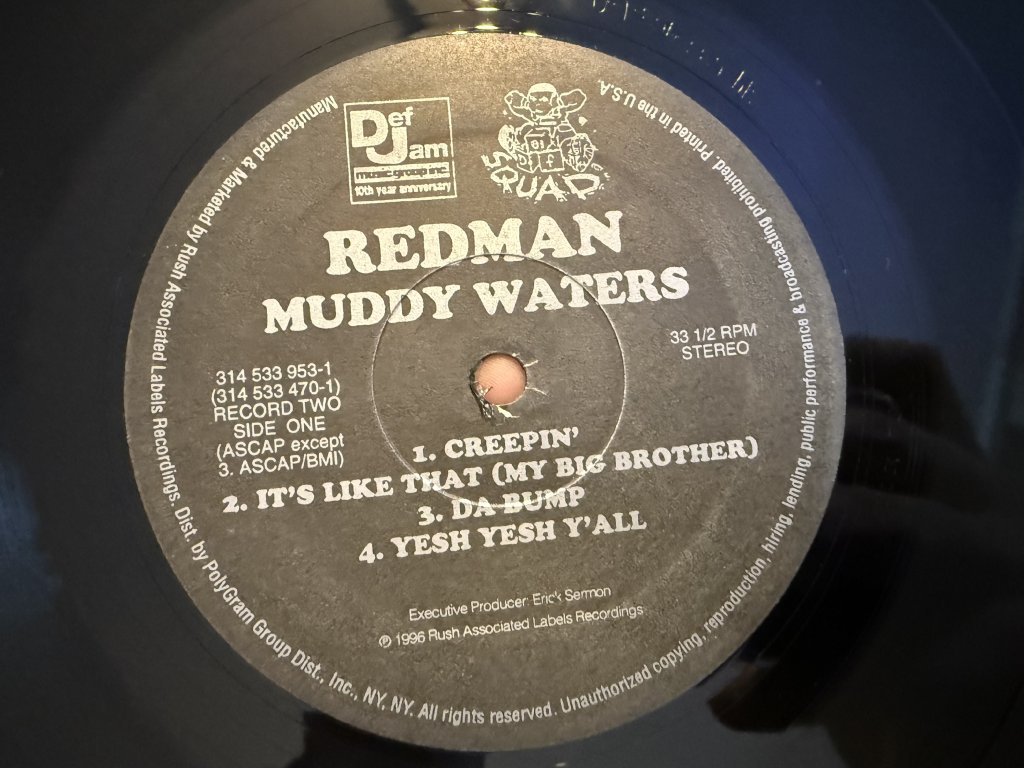 Def
Jam
10th year anniversary
SQUAD
REDMAN
MUDDY WATERS
314 533 953-1
(314 533 470-1)
RECORD TWO
SIDE ONE
(ASCAP except
3. ASCAP/BMI)
33 1/2 RPM
STEREO
1. CREEPIN'
2. IT'S LIKE THAT (MY BIG BROTHER)
3. DA BUMP
4. YESH YESH Y'ALL
Executive Producer: Erick Sermon
℗ 1996 Rush Associated Labels Recordings
Manufactured & Marketed by Rush Associated Labels Recordings. Dist. by PolyGram Group Dist., Inc., NY, NY. All rights reserved. Unauthorized copying, reproduction, hiring, lending, public performance & broadcasting prohibited. Printed in the U.S.A.